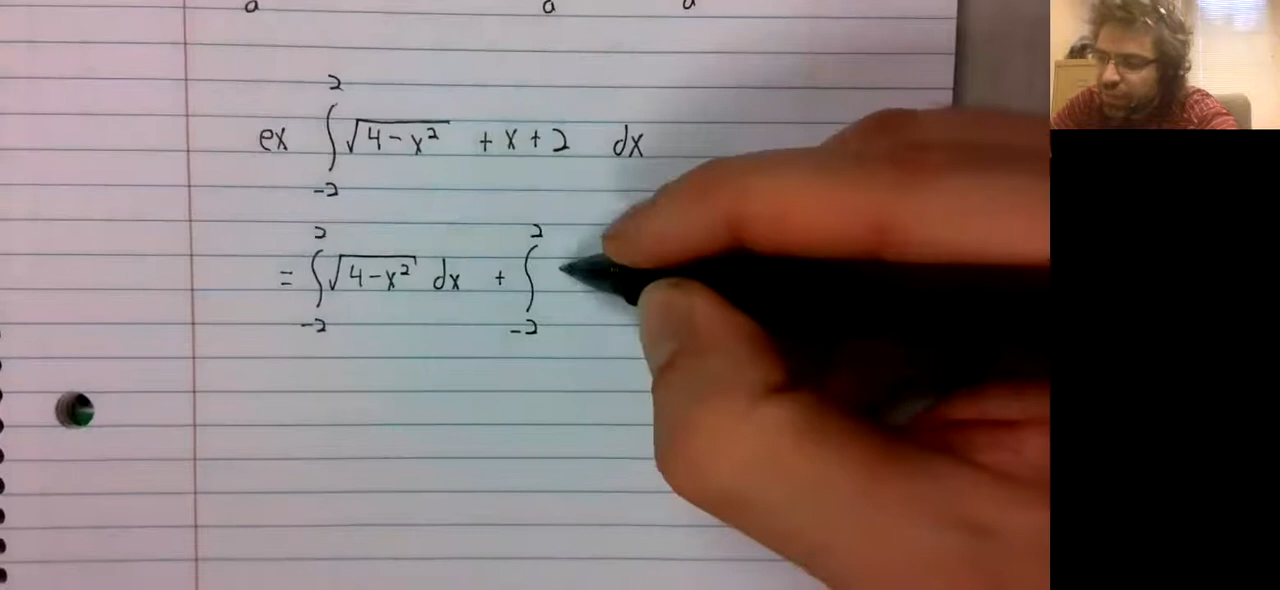 a a a
ex ∫_{-2}^{2} √(4-x²) + x + 2 dx
= ∫_{-2}^{2} √(4-x²) dx + ∫_{-2}^{2}